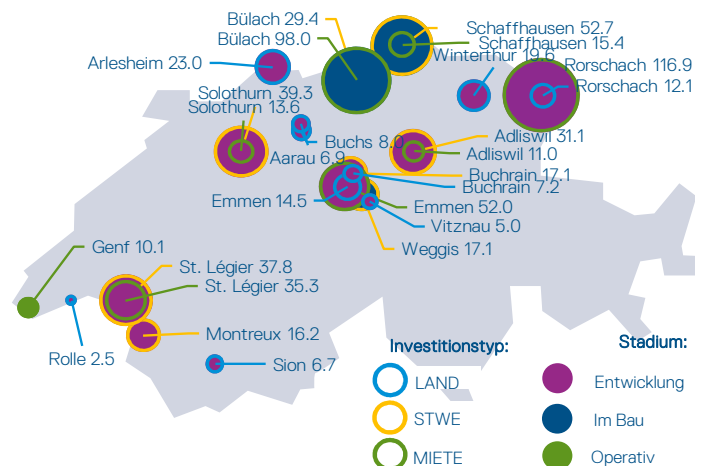 Bülach 29.4
Bülach 98.0
Schaffhausen 52.7
Schaffhausen 15.4
Winterthur 19.6
Arlesheim 23.0
Rorschach 116.9
Rorschach 12.1
Solothurn 39.3
Solothurn 13.6
Buchs 8.0
Adliswil 31.1
Aarau 6.9
Adliswil 11.0
Buchrain 17.1
Buchrain 7.2
Emmen 14.5
Emmen 52.0
Vitznau 5.0
Weggis 17.1
Genf 10.1
St. Légier 37.8
St. Légier 35.3
Montreux 16.2
Rolle 2.5
Sion 6.7
Investitionstyp:
LAND
STWE
MIETE
Stadium:
Entwicklung
Im Bau
Operativ